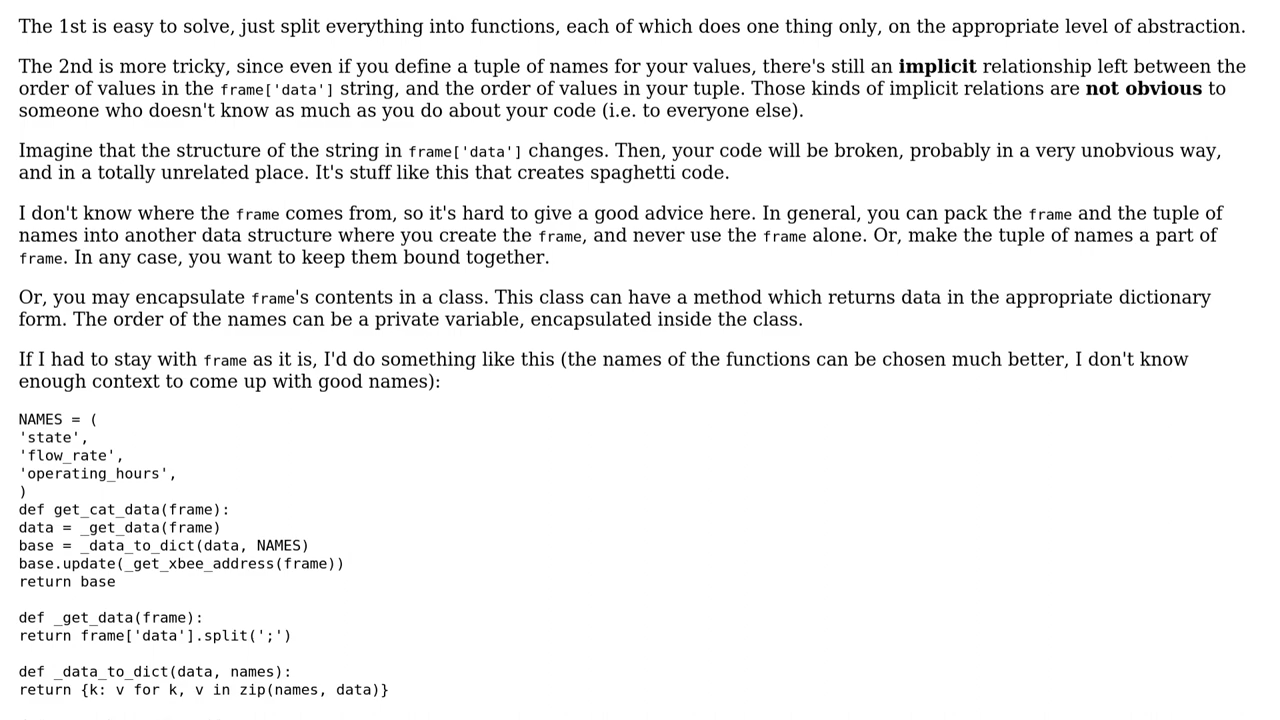 The 1st is easy to solve, just split everything into functions, each of which does one thing only, on the appropriate level of abstraction.
The 2nd is more tricky, since even if you define a tuple of names for your values, there's still an implicit relationship left between the
order of values in the frame['data'] string, and the order of values in your tuple. Those kinds of implicit relations are not obvious to
someone who doesn't know as much as you do about your code (i.e. to everyone else).
Imagine that the structure of the string in frame['data'] changes. Then, your code will be broken, probably in a very unobvious way,
and in a totally unrelated place. It's stuff like this that creates spaghetti code.
I don't know where the frame comes from, so it's hard to give a good advice here. In general, you can pack the frame and the tuple of
names into another data structure where you create the frame, and never use the frame alone. Or, make the tuple of names a part of
frame. In any case, you want to keep them bound together.
Or, you may encapsulate frame's contents in a class. This class can have a method which returns data in the appropriate dictionary
form. The order of the names can be a private variable, encapsulated inside the class.
If I had to stay with frame as it is, I'd do something like this (the names of the functions can be chosen much better, I don't know
enough context to come up with good names):
NAMES = (
'state',
'flow_rate',
'operating_hours',
)
def get_cat_data(frame):
data = _get_data(frame)
base = _data_to_dict(data, NAMES)
base.update(_get_xbee_address(frame))
return base
def _get_data(frame):
return frame['data'].split(';')
def _data_to_dict(data, names):
return {k: v for k, v in zip(names, data)}